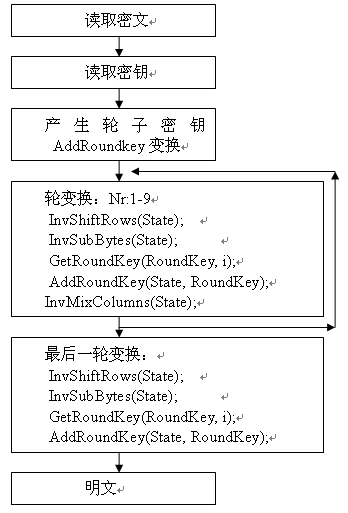 读取密文↵
读取密钥↵
产 生 轮 子 密 钥
AddRoundkey 变换↵
轮变换：Nr:1-9
InvShiftRows(State); ↵
InvSubBytes(State); ↵
GetRoundKey(RoundKey, i);↵
AddRoundKey(State, RoundKey);↵
InvMixColumns(State);↵
最后一轮变换：
InvShiftRows(State); ↵
InvSubBytes(State); ↵
GetRoundKey(RoundKey, i);↵
AddRoundKey(State, RoundKey);↵
明文↵